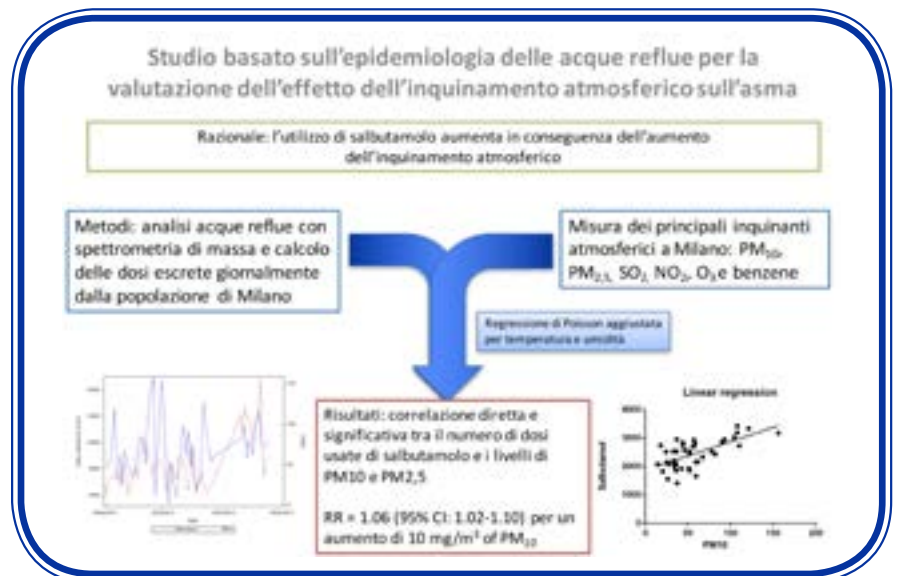 Studio basato sull'epidemiologia delle acque reflue per la
valutazione dell'effetto dell'inquinamento atmosferico sull'asma
Razionale: l'utilizzo di salbutamolo aumenta in conseguenza dell'aumento
dell'inquinamento atmosferico
Metodi: analisi acque reflue con
spettrometria di massa e calcolo
delle dosi escrete giornalmente
dalla popolazione di Milano
Misura dei principali inquinanti
atmosferici a Milano: PM₁₀,
PM₂,₅, SO₂, NO₂, O₃ e benzene
Regressione di Poisson aggiustata
per temperatura e umidità
Risultati: correlazione diretta e
significativa tra il numero di dosi
usate di salbutamolo e i livelli di
PM10 e PM2,5
RR = 1.06 (95% CI: 1.02-1.10) per un
aumento di 10 mg/m³ of PM₁₀
Linear regression
Salbutamol
0
50
100
150
200
PM10